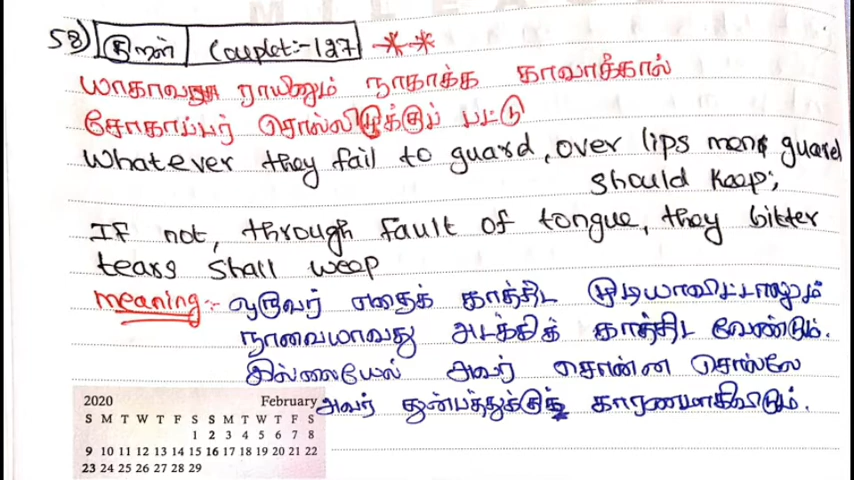 58) குறள் Couplet:-127 **
யாகாவா ராயினும் நாகாக்க காவாக்கால்
சோகாப்பர் சொல்லிழுக்குப் பட்டு
Whatever they fail to guard, over lips men guard
should keep;
If not, through fault of tongue, they bitter
tears shall weep
meaning:- ஒருவர் எதைக் காத்திட முடியாவிட்டாலும்
நாவையாவது அடக்கிக் காத்திட வேண்டும்.
இல்லையேல் அவர் சொன்ன சொல்லே
அவர் துன்பத்துக்குக் காரணமாகிவிடும்.
2020 February
S M T W T F S S M T W T F S
1 2 3 4 5 6 7 8
9 10 11 12 13 14 15 16 17 18 19 20 21 22
23 24 25 26 27 28 29